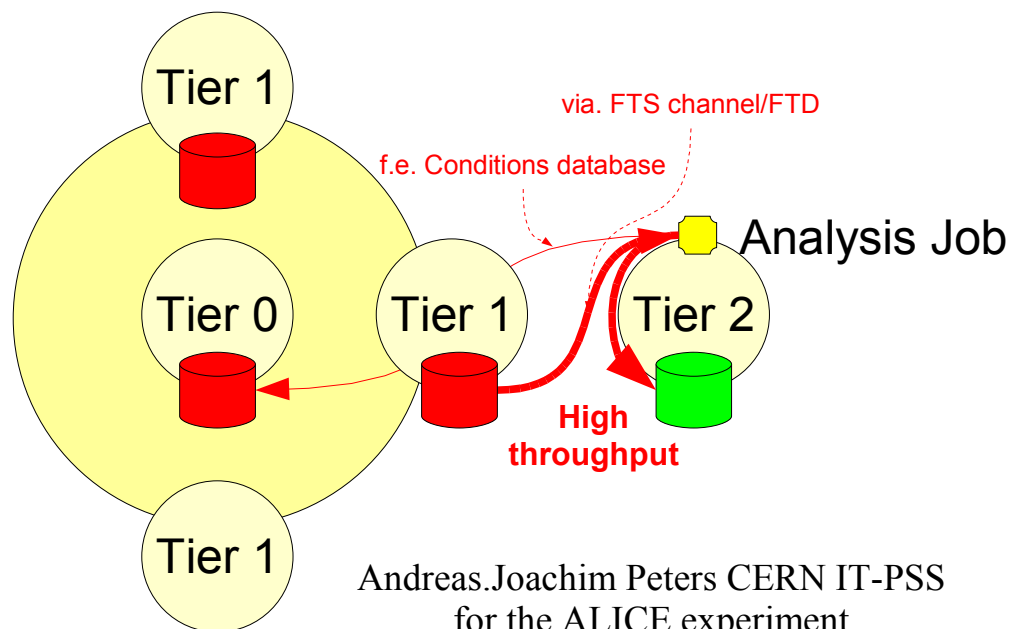 Tier 1
via. FTS channel/FTD
f.e. Conditions database
Analysis Job
Tier 0
Tier 1
Tier 2
High
throughput
Tier 1
Andreas.Joachim Peters CERN IT-PSS
for the ALICE experiment